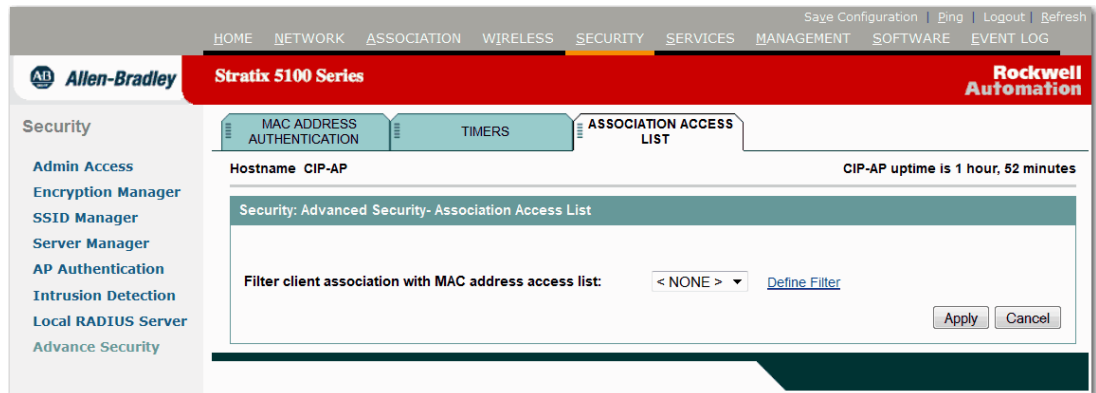 Save Configuration | Ping | Logout | Refresh
HOME NETWORK ASSOCIATION WIRELESS SECURITY SERVICES MANAGEMENT SOFTWARE EVENT LOG
AB Allen-Bradley
Stratix 5100 Series
Rockwell
Automation
Security
Admin Access
Encryption Manager
SSID Manager
Server Manager
AP Authentication
Intrusion Detection
Local RADIUS Server
Advance Security
MAC ADDRESS
AUTHENTICATION
TIMERS
ASSOCIATION ACCESS
LIST
Hostname CIP-AP
CIP-AP uptime is 1 hour, 52 minutes
Security: Advanced Security- Association Access List
Filter client association with MAC address access list:
< NONE >
Define Filter
Apply
Cancel